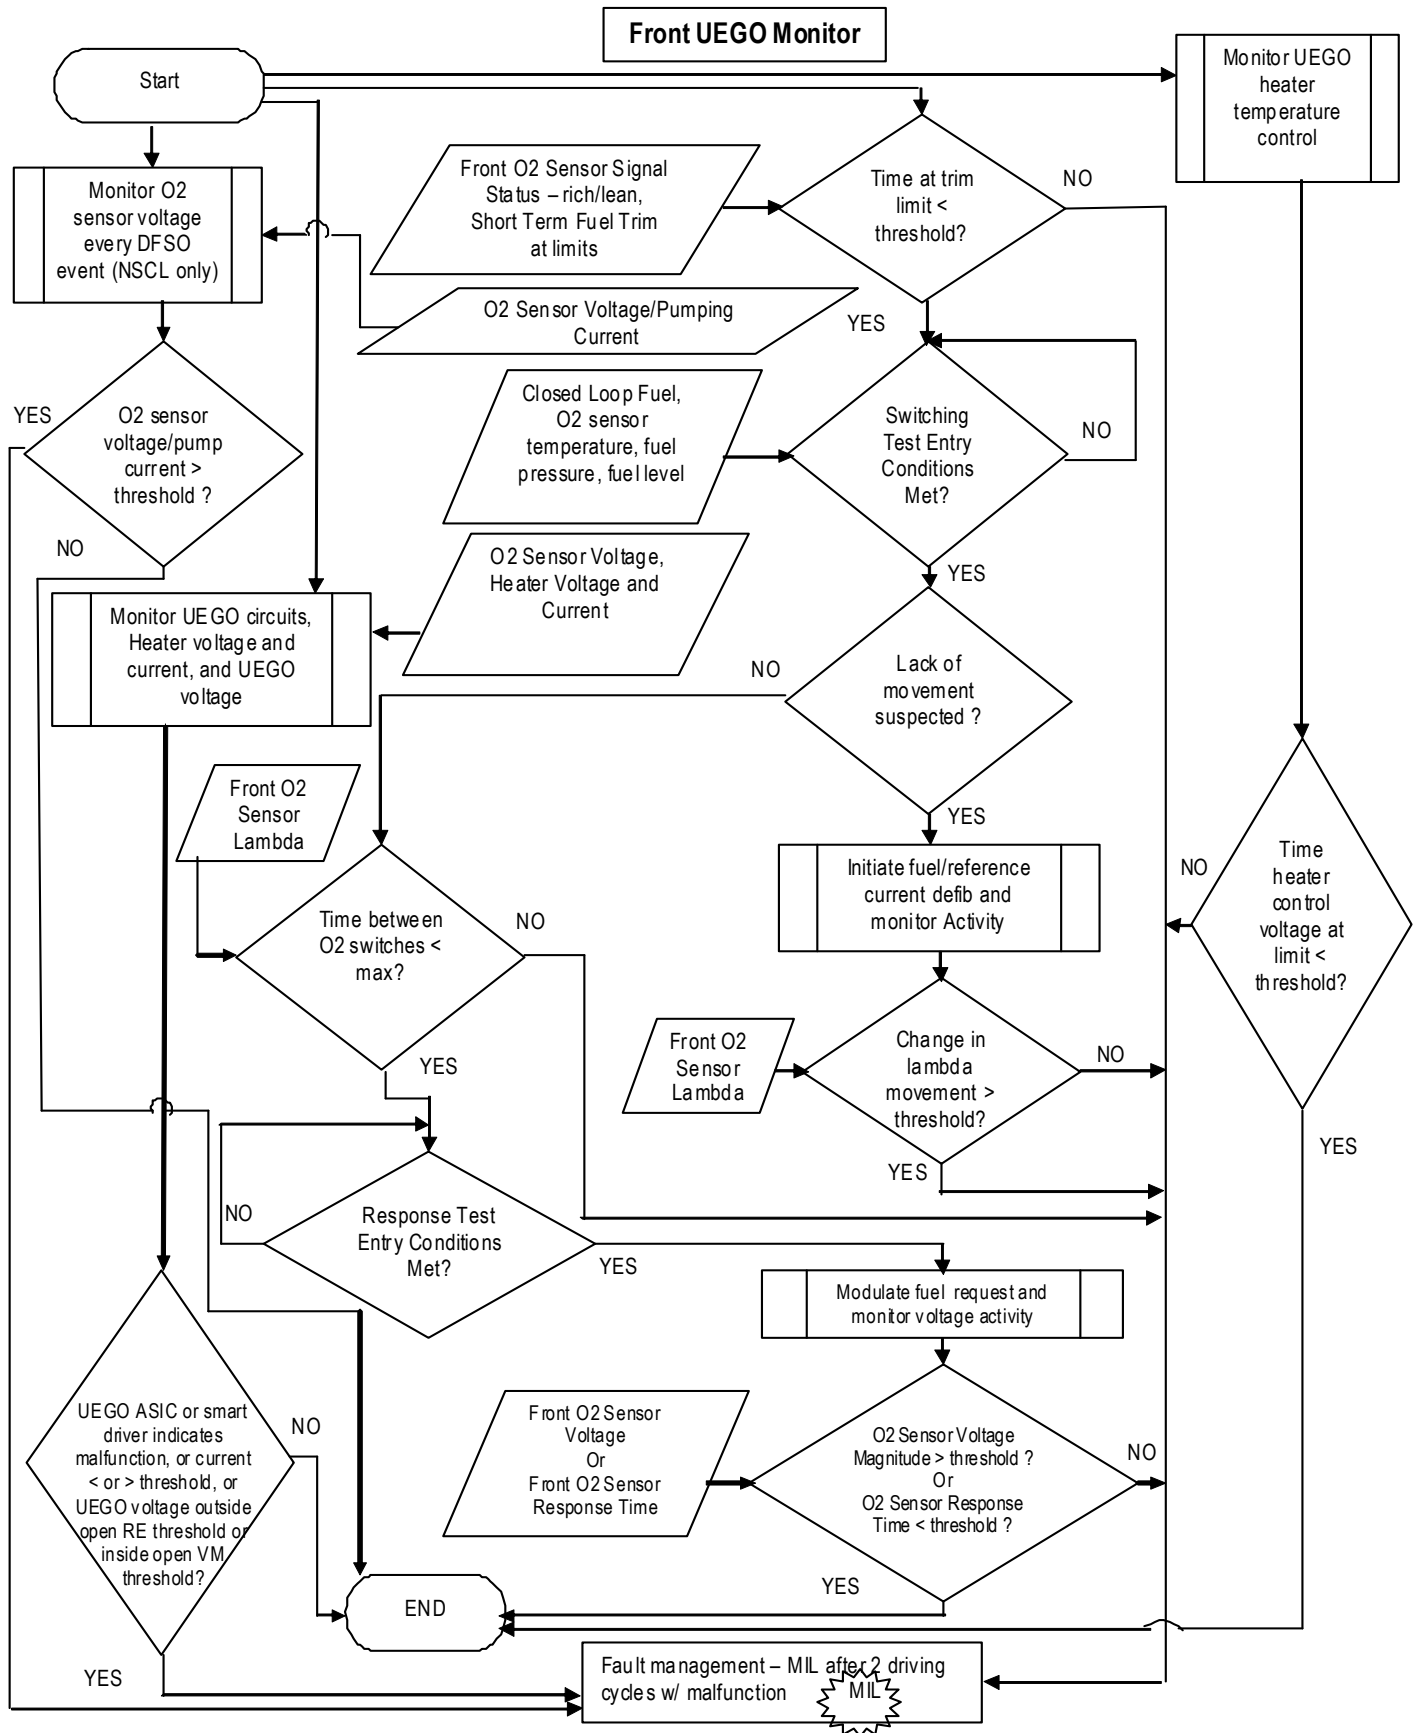 Front UEGO Monitor
Start
Monitor UEGO
heater
temperature
control
Monitor O2
sensor voltage
every DFSO
event (NSCL only)
Front O2 Sensor Signal
Status – rich/lean,
Short Term Fuel Trim
at limits
Time at trim
limit <
threshold?
NO
YES
O2 Sensor Voltage/Pumping
Current
YES
O2 sensor
voltage/pump
current >
threshold ?
NO
Closed Loop Fuel,
O2 sensor
temperature, fuel
pressure, fuel level
Switching
Test Entry
Conditions
Met?
NO
YES
O2 Sensor Voltage,
Heater Voltage and
Current
Monitor UEGO circuits,
Heater voltage and
current, and UEGO
voltage
NO
Lack of
movement
suspected ?
YES
Front O2
Sensor
Lambda
Initiate fuel/reference
current defib and
monitor Activity
NO
Time
heater
control
voltage at
limit <
threshold?
YES
Time between
O2 switches <
max?
NO
YES
Front O2
Sensor
Lambda
Change in
lambda
movement >
threshold?
NO
YES
NO
Response Test
Entry Conditions
Met?
YES
Modulate fuel request and
monitor voltage activity
UEGO ASIC or smart
driver indicates
malfunction, or current
< or > threshold, or
UEGO voltage outside
open RE threshold or
inside open VM
threshold?
NO
YES
Front O2 Sensor
Voltage
Or
Front O2 Sensor
Response Time
O2 Sensor Voltage
Magnitude > threshold ?
Or
O2 Sensor Response
Time < threshold ?
NO
YES
END
Fault management – MIL after 2 driving
cycles w/ malfunction
MIL